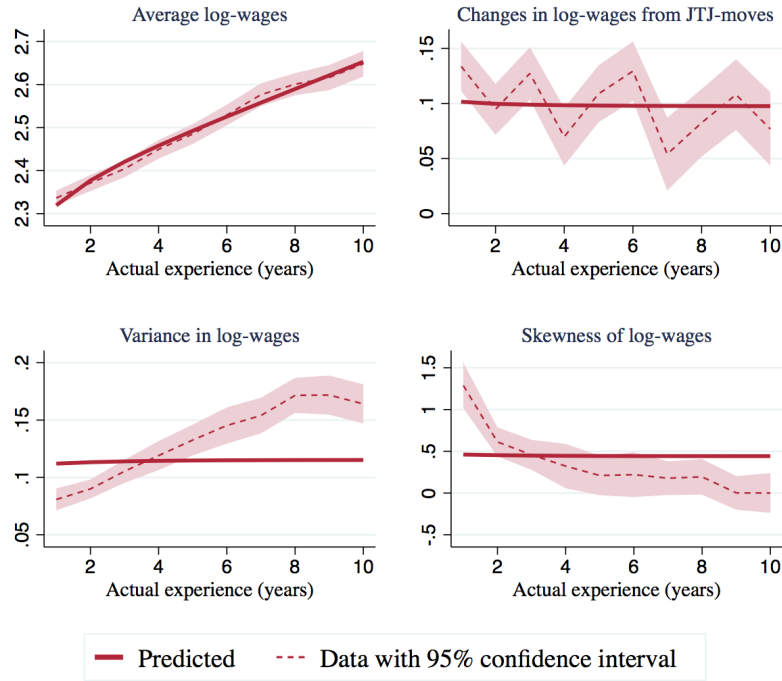 Average log-wages
2.7
2.6
2.5
2.4
2.3
2 4 6 8 10
Actual experience (years)
Changes in log-wages from JTJ-moves
.15
.1
.05
0
2 4 6 8 10
Actual experience (years)
Variance in log-wages
.2
.15
.1
.05
2 4 6 8 10
Actual experience (years)
Skewness of log-wages
1.5
1
.5
0
-.5
2 4 6 8 10
Actual experience (years)
Predicted
Data with 95% confidence interval